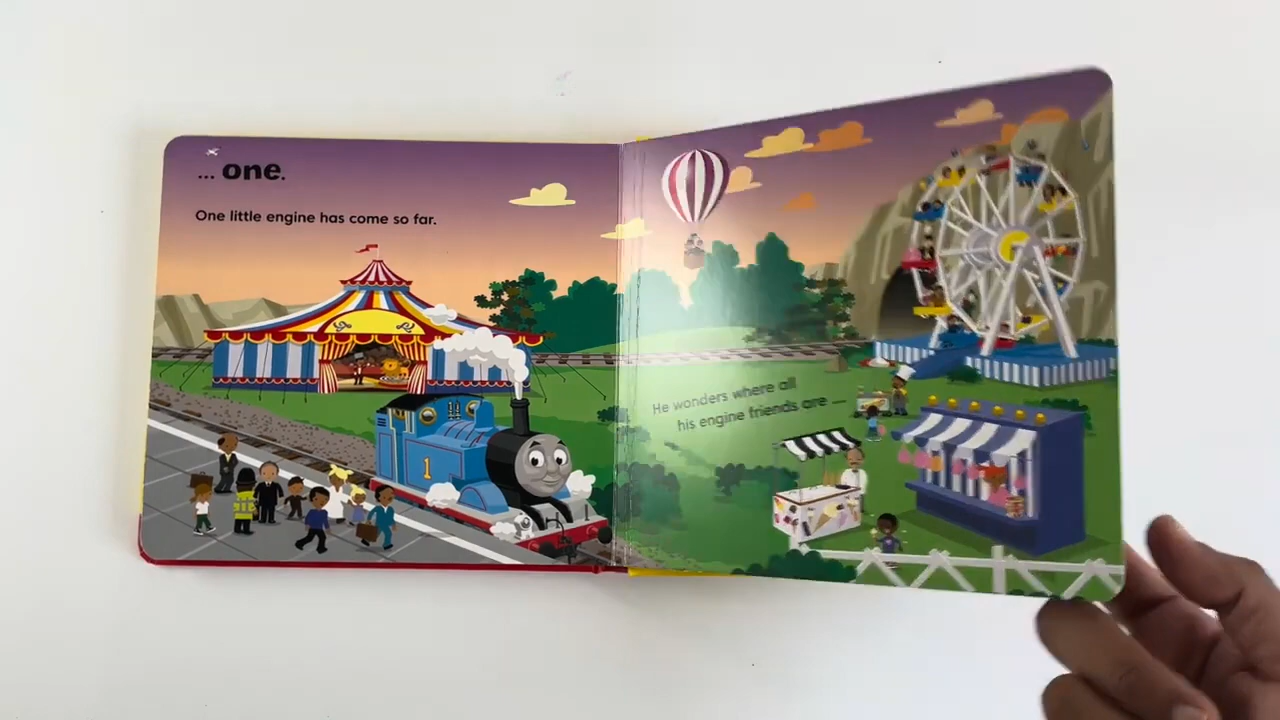 ... one.
One little engine has come so far.
1
He wonders where all
his engine friends are —